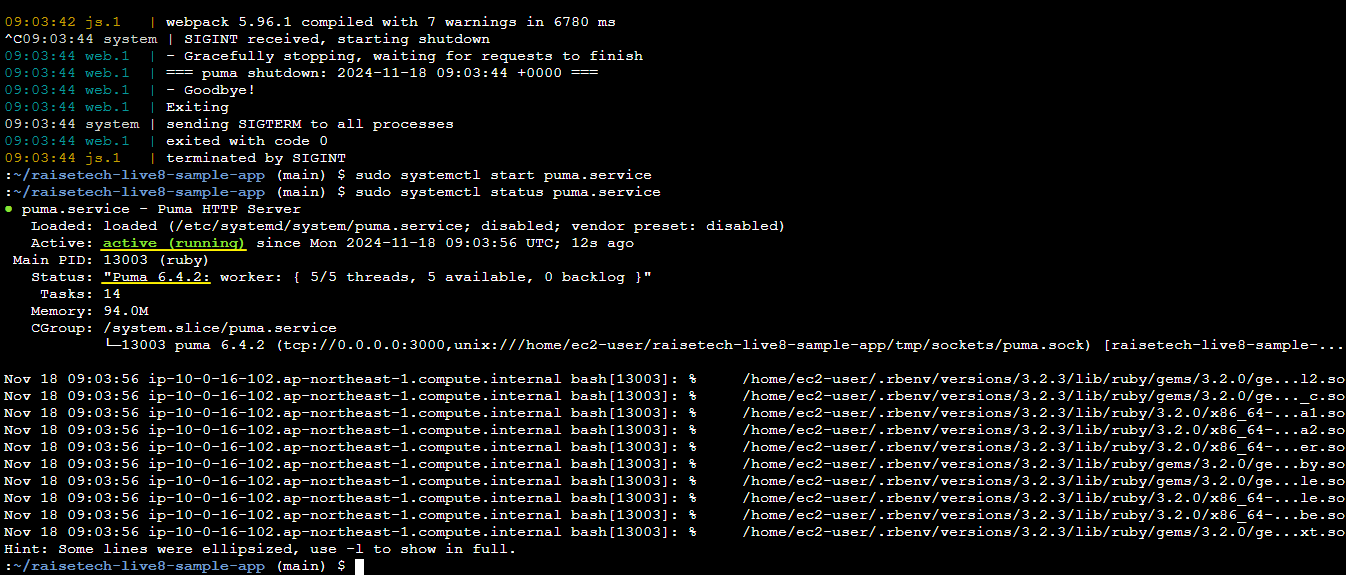 09:03:42 js.1   | webpack 5.96.1 compiled with 7 warnings in 6780 ms
^C09:03:44 system | SIGINT received, starting shutdown
09:03:44 web.1  | - Gracefully stopping, waiting for requests to finish
09:03:44 web.1  | === puma shutdown: 2024-11-18 09:03:44 +0000 ===
09:03:44 web.1  | - Goodbye!
09:03:44 web.1  | Exiting
09:03:44 system | sending SIGTERM to all processes
09:03:44 web.1  | exited with code 0
09:03:44 js.1   | terminated by SIGINT
:~/raisetech-live8-sample-app (main) $ sudo systemctl start puma.service
:~/raisetech-live8-sample-app (main) $ sudo systemctl status puma.service
● puma.service - Puma HTTP Server
   Loaded: loaded (/etc/systemd/system/puma.service; disabled; vendor preset: disabled)
   Active: active (running) since Mon 2024-11-18 09:03:56 UTC; 12s ago
 Main PID: 13003 (ruby)
   Status: "Puma 6.4.2: worker: { 5/5 threads, 5 available, 0 backlog }"
    Tasks: 14
   Memory: 94.0M
   CGroup: /system.slice/puma.service
           └─13003 puma 6.4.2 (tcp://0.0.0.0:3000,unix:///home/ec2-user/raisetech-live8-sample-app/tmp/sockets/puma.sock) [raisetech-live8-sample-...
Nov 18 09:03:56 ip-10-0-16-102.ap-northeast-1.compute.internal bash[13003]: %     /home/ec2-user/.rbenv/versions/3.2.3/lib/ruby/gems/3.2.0/ge...l2.so
Nov 18 09:03:56 ip-10-0-16-102.ap-northeast-1.compute.internal bash[13003]: %     /home/ec2-user/.rbenv/versions/3.2.3/lib/ruby/gems/3.2.0/ge..._c.so
Nov 18 09:03:56 ip-10-0-16-102.ap-northeast-1.compute.internal bash[13003]: %     /home/ec2-user/.rbenv/versions/3.2.3/lib/ruby/3.2.0/x86_64-...a1.so
Nov 18 09:03:56 ip-10-0-16-102.ap-northeast-1.compute.internal bash[13003]: %     /home/ec2-user/.rbenv/versions/3.2.3/lib/ruby/3.2.0/x86_64-...a2.so
Nov 18 09:03:56 ip-10-0-16-102.ap-northeast-1.compute.internal bash[13003]: %     /home/ec2-user/.rbenv/versions/3.2.3/lib/ruby/3.2.0/x86_64-...er.so
Nov 18 09:03:56 ip-10-0-16-102.ap-northeast-1.compute.internal bash[13003]: %     /home/ec2-user/.rbenv/versions/3.2.3/lib/ruby/gems/3.2.0/ge...by.so
Nov 18 09:03:56 ip-10-0-16-102.ap-northeast-1.compute.internal bash[13003]: %     /home/ec2-user/.rbenv/versions/3.2.3/lib/ruby/gems/3.2.0/ge...le.so
Nov 18 09:03:56 ip-10-0-16-102.ap-northeast-1.compute.internal bash[13003]: %     /home/ec2-user/.rbenv/versions/3.2.3/lib/ruby/3.2.0/x86_64-...le.so
Nov 18 09:03:56 ip-10-0-16-102.ap-northeast-1.compute.internal bash[13003]: %     /home/ec2-user/.rbenv/versions/3.2.3/lib/ruby/3.2.0/x86_64-...be.so
Nov 18 09:03:56 ip-10-0-16-102.ap-northeast-1.compute.internal bash[13003]: %     /home/ec2-user/.rbenv/versions/3.2.3/lib/ruby/gems/3.2.0/ge...xt.so
Hint: Some lines were ellipsized, use -l to show in full.
:~/raisetech-live8-sample-app (main) $